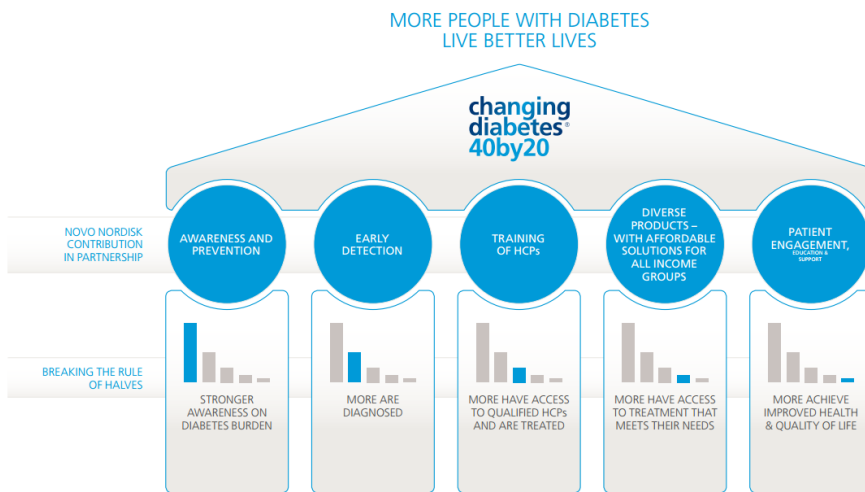 MORE PEOPLE WITH DIABETES
LIVE BETTER LIVES
changing
diabetes®
40by20
NOVO NORDISK
CONTRIBUTION
IN PARTNERSHIP
AWARENESS AND
PREVENTION
EARLY
DETECTION
TRAINING
OF HCPs
DIVERSE
PRODUCTS –
WITH AFFORDABLE
SOLUTIONS FOR
ALL INCOME
GROUPS
PATIENT
ENGAGEMENT,
EDUCATION &
SUPPORT
BREAKING THE RULE
OF HALVES
STRONGER
AWARENESS ON
DIABETES BURDEN
MORE ARE
DIAGNOSED
MORE HAVE ACCESS
TO QUALIFIED HCPs
AND ARE TREATED
MORE HAVE ACCESS
TO TREATMENT THAT
MEETS THEIR NEEDS
MORE ACHIEVE
IMPROVED HEALTH
& QUALITY OF LIFE